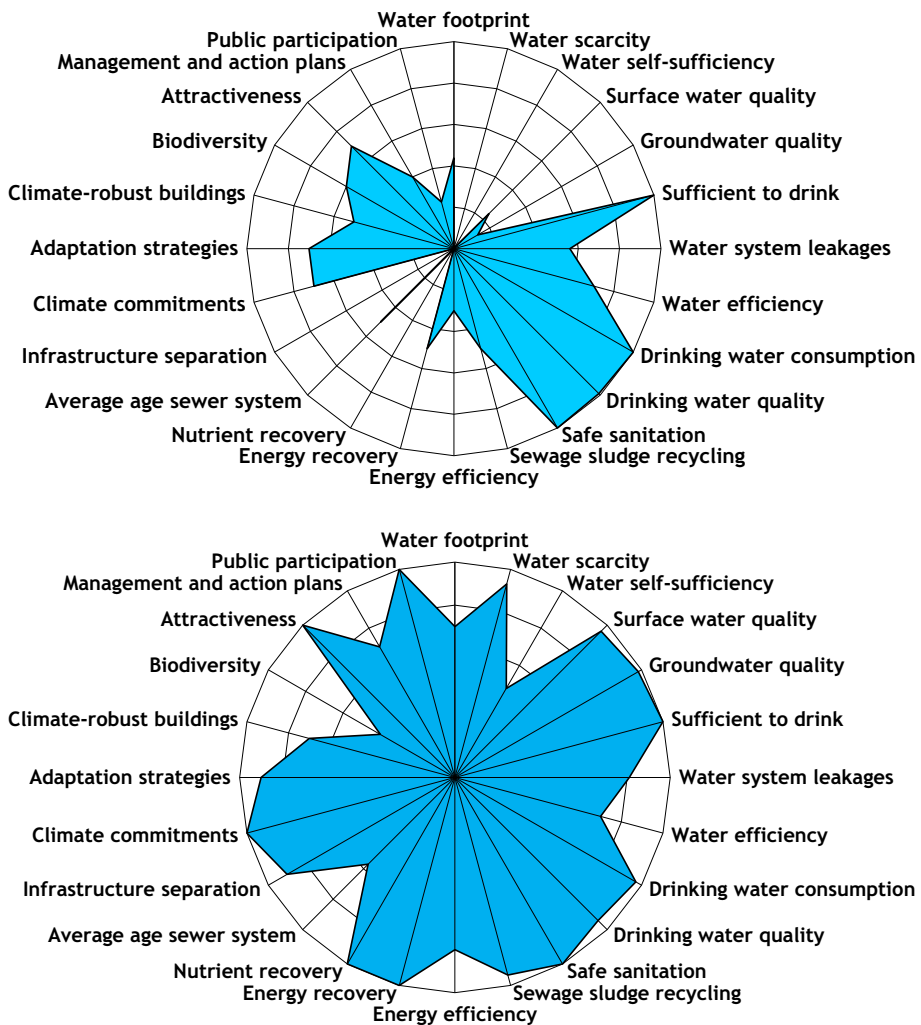 Water footprint
Public participation
Water scarcity
Management and action plans
Water self-sufficiency
Attractiveness
Surface water quality
Biodiversity
Groundwater quality
Climate-robust buildings
Sufficient to drink
Adaptation strategies
Water system leakages
Climate commitments
Water efficiency
Infrastructure separation
Drinking water consumption
Average age sewer system
Drinking water quality
Nutrient recovery
Safe sanitation
Energy recovery
Sewage sludge recycling
Energy efficiency
Water footprint
Public participation
Water scarcity
Management and action plans
Water self-sufficiency
Attractiveness
Surface water quality
Biodiversity
Groundwater quality
Climate-robust buildings
Sufficient to drink
Adaptation strategies
Water system leakages
Climate commitments
Water efficiency
Infrastructure separation
Drinking water consumption
Average age sewer system
Drinking water quality
Nutrient recovery
Safe sanitation
Energy recovery
Sewage sludge recycling
Energy efficiency